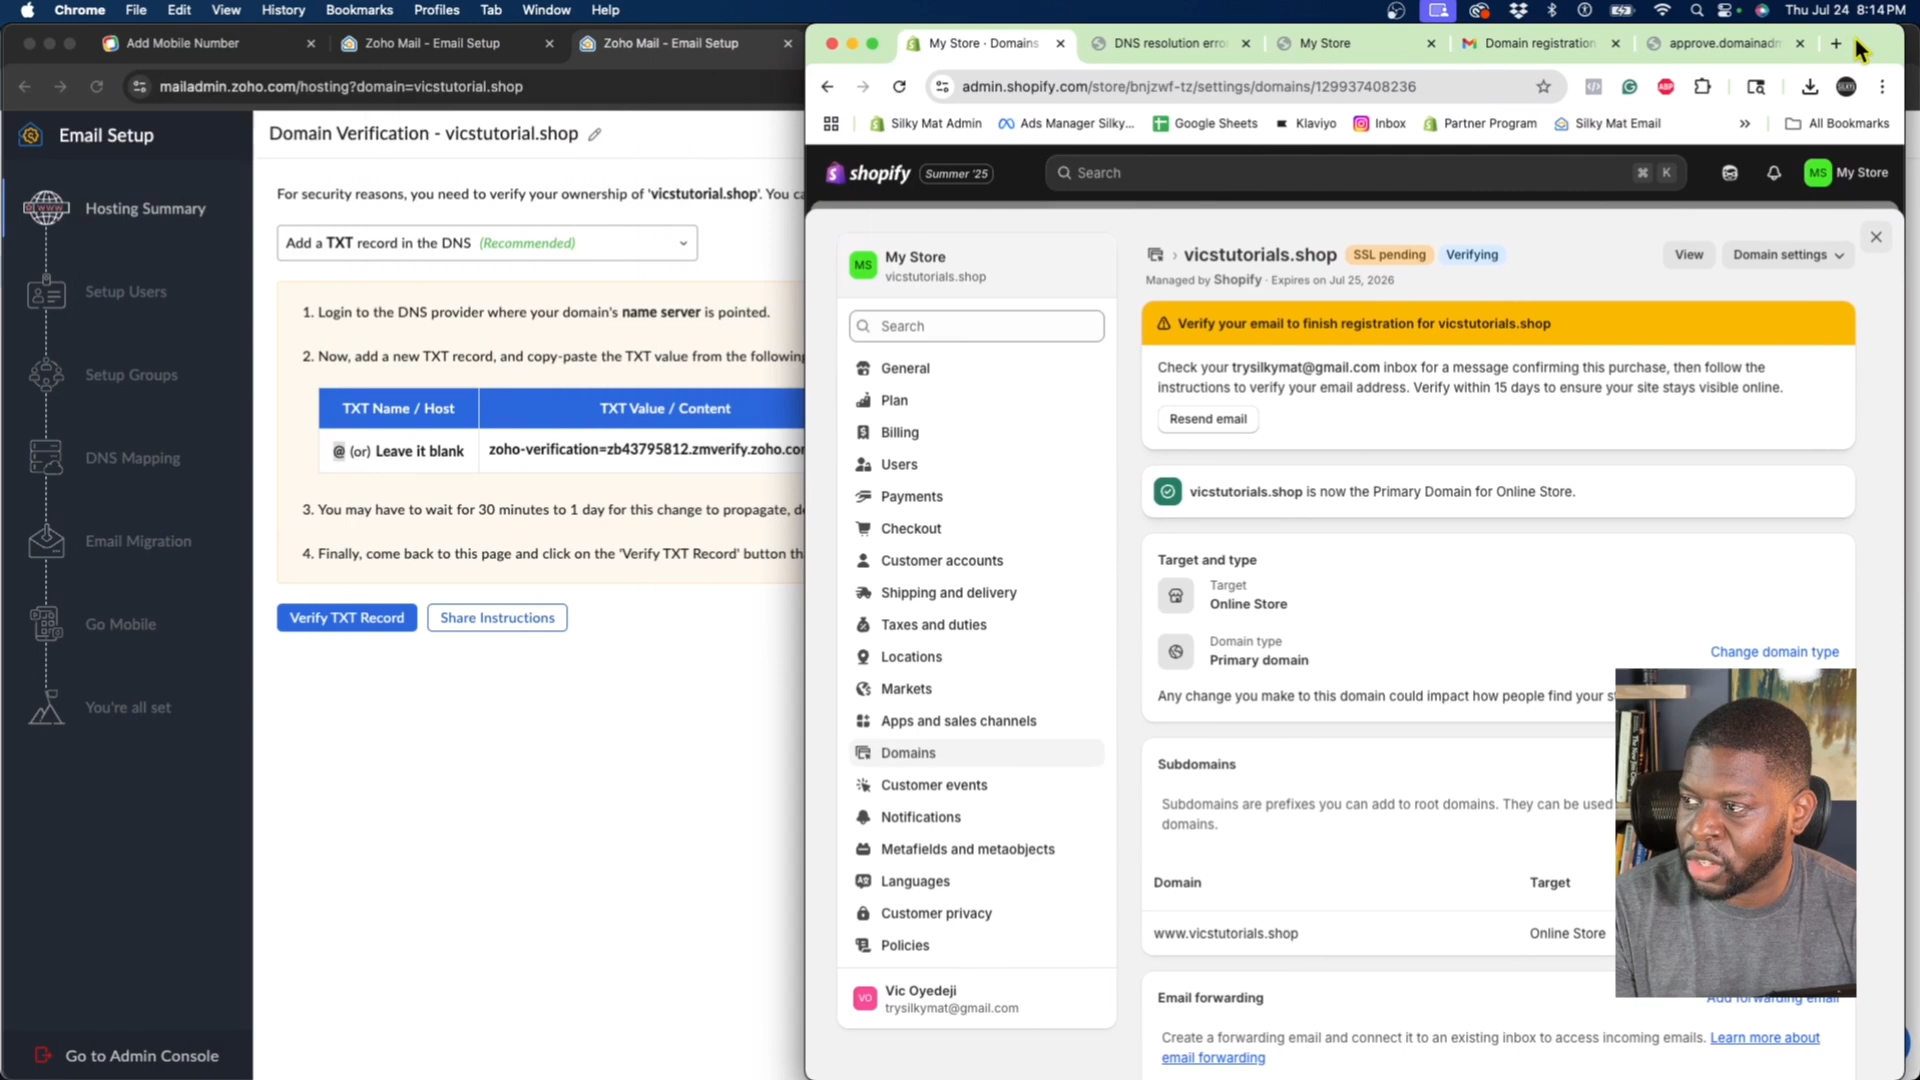 Chrome File Edit View History Bookmarks Profiles Tab Window Help
Thu Jul 24 8:14 PM
Add Mobile Number
Zoho Mail - Email Setup
Zoho Mail - Email Setup
mailadmin.zoho.com/hosting?domain=vicstutorial.shop
Email Setup
Hosting Summary
Setup Users
Setup Groups
DNS Mapping
Email Migration
Go Mobile
You're all set
Go to Admin Console
Domain Verification - vicstutorial.shop
For security reasons, you need to verify your ownership of 'vicstutorial.shop'. You ca
Add a TXT record in the DNS (Recommended)
1. Login to the DNS provider where your domain's name server is pointed.
2. Now, add a new TXT record, and copy-paste the TXT value from the following
TXT Name / Host
TXT Value / Content
@ (or) Leave it blank
zoho-verification=zb43795812.zmverify.zoho.co
3. You may have to wait for 30 minutes to 1 day for this change to propagate, d
4. Finally, come back to this page and click on the 'Verify TXT Record' button th
Verify TXT Record
Share Instructions
My Store · Domains
DNS resolution erro
My Store
Domain registration
approve.domainadm
admin.shopify.com/store/bnjzwf-tz/settings/domains/129937408236
Silky Mat Admin
Ads Manager Silky...
Google Sheets
Klaviyo
Inbox
Partner Program
Silky Mat Email
»
All Bookmarks
shopify
Summer '25
Search
⌘ K
MS
My Store
MS
My Store
vicstutorials.shop
Search
General
Plan
Billing
Users
Payments
Checkout
Customer accounts
Shipping and delivery
Taxes and duties
Locations
Markets
Apps and sales channels
Domains
Customer events
Notifications
Metafields and metaobjects
Languages
Customer privacy
Policies
VO
Vic Oyedeji
trysilkymat@gmail.com
› vicstutorials.shop
SSL pending
Verifying
View
Domain settings
Managed by Shopify · Expires on Jul 25, 2026
Verify your email to finish registration for vicstutorials.shop
Check your trysilkymat@gmail.com inbox for a message confirming this purchase, then follow the
instructions to verify your email address. Verify within 15 days to ensure your site stays visible online.
Resend email
vicstutorials.shop is now the Primary Domain for Online Store.
Target and type
Target
Online Store
Domain type
Primary domain
Change domain type
Any change you make to this domain could impact how people find your s
Subdomains
Subdomains are prefixes you can add to root domains. They can be used
domains.
Domain
Target
www.vicstutorials.shop
Online Store
Email forwarding
Add forwarding email
Create a forwarding email and connect it to an existing inbox to access incoming emails. Learn more about
email forwarding